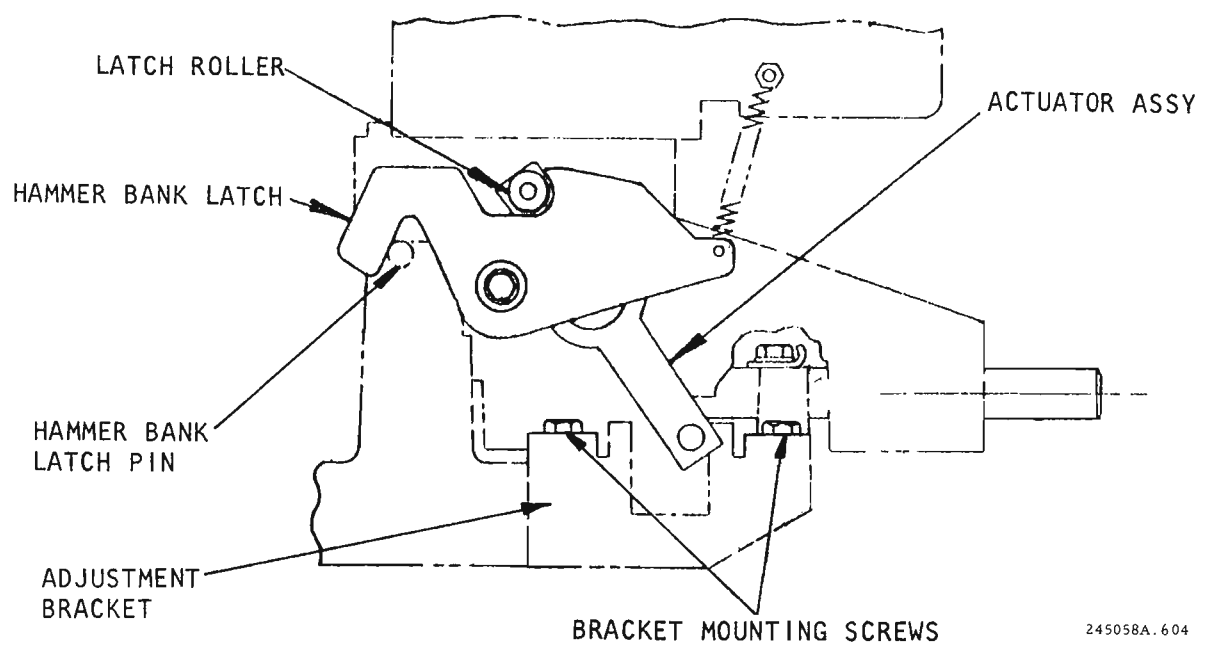 LATCH ROLLER
ACTUATOR ASSY
HAMMER BANK LATCH
HAMMER BANK
LATCH PIN
ADJUSTMENT
BRACKET
BRACKET MOUNTING SCREWS
245058A.604